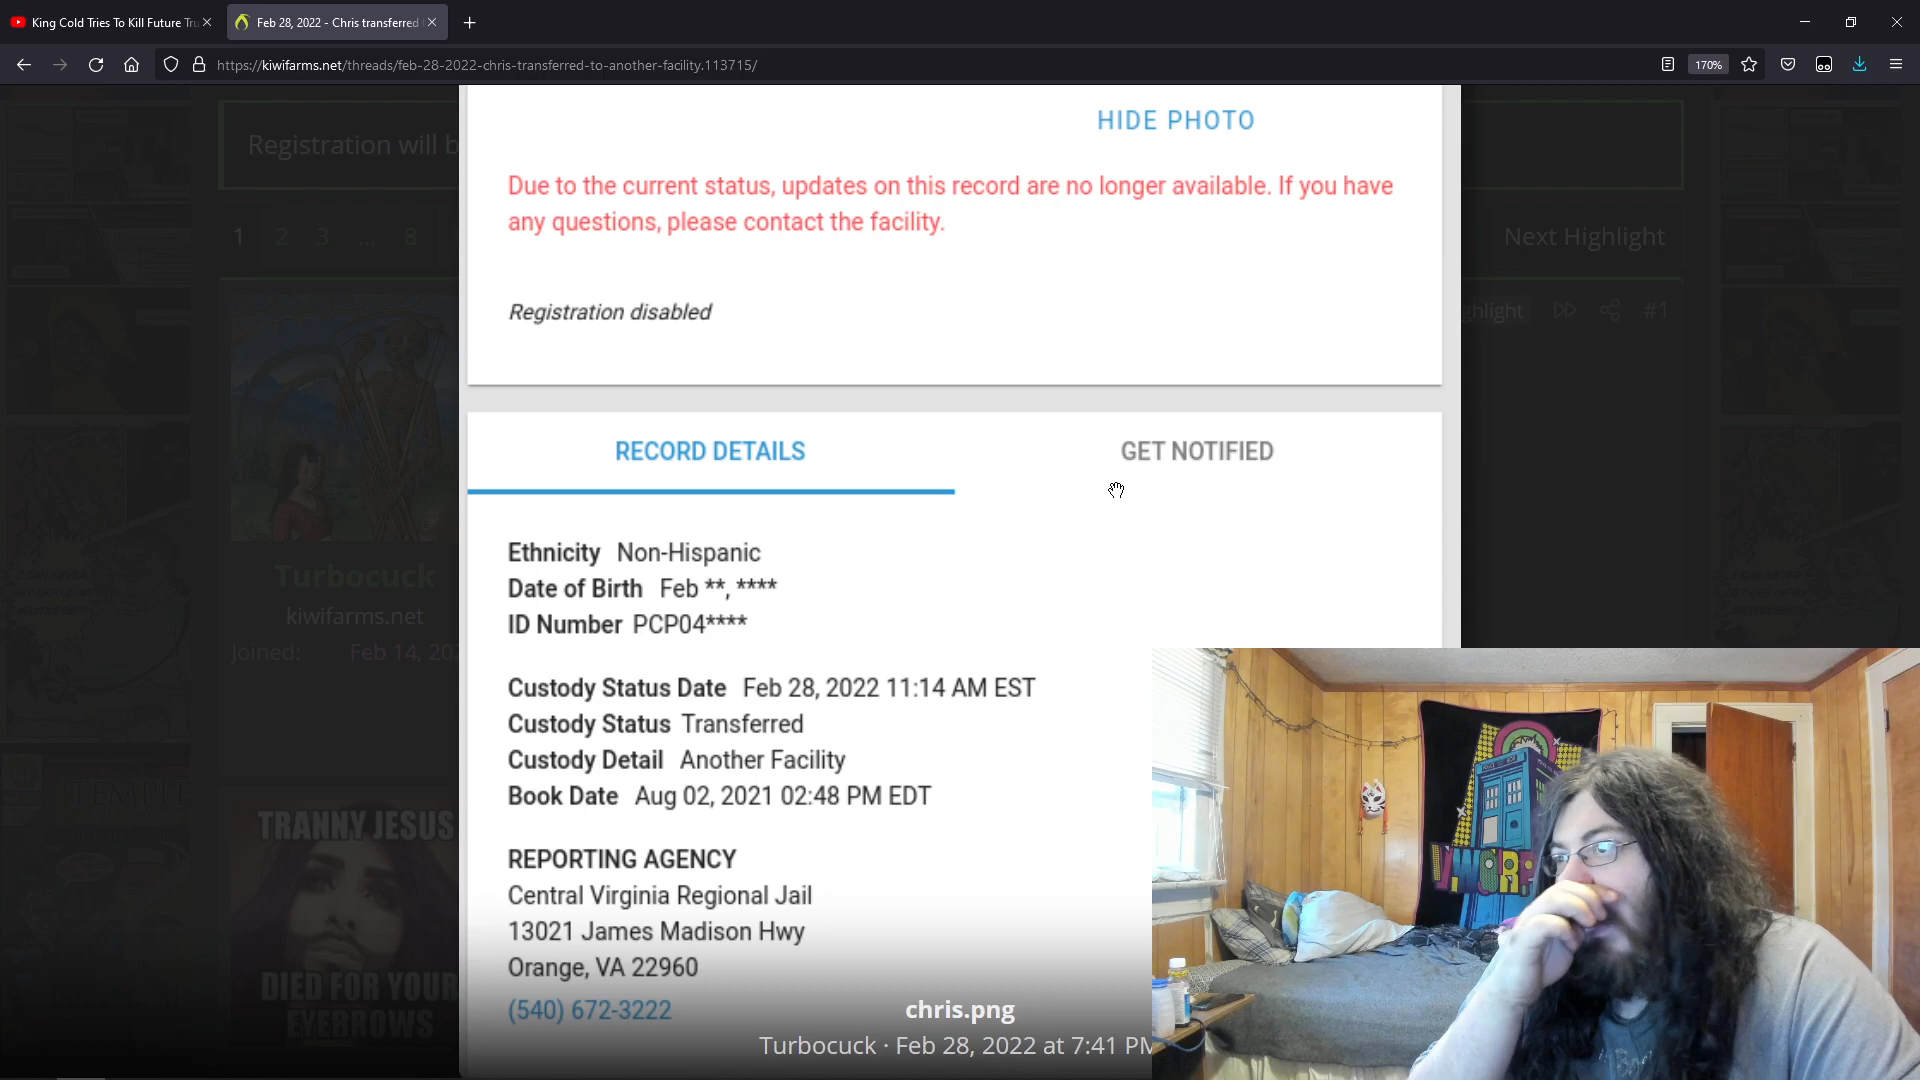 King Cold Tries To Kill Future Tru
Feb 28, 2022 - Chris transferred
https://kiwifarms.net/threads/feb-28-2022-chris-transferred-to-another-facility.113715/
170%
Registration will b
HIDE PHOTO
Due to the current status, updates on this record are no longer available. If you have
any questions, please contact the facility.
1 2 3 ... 8
Next Highlight
Registration disabled
ghlight
#1
RECORD DETAILS
GET NOTIFIED
Ethnicity Non-Hispanic
Date of Birth Feb **, ****
ID Number PCP04****
Turbocuck
kiwifarms.net
Joined: Feb 14, 202
Custody Status Date Feb 28, 2022 11:14 AM EST
Custody Status Transferred
Custody Detail Another Facility
Book Date Aug 02, 2021 02:48 PM EDT
TEMPLE
TRANNY JESUS
DIED FOR YOUR
EYEBROWS
REPORTING AGENCY
Central Virginia Regional Jail
13021 James Madison Hwy
Orange, VA 22960
(540) 672-3222
chris.png
Turbocuck · Feb 28, 2022 at 7:41 PM
VWORP